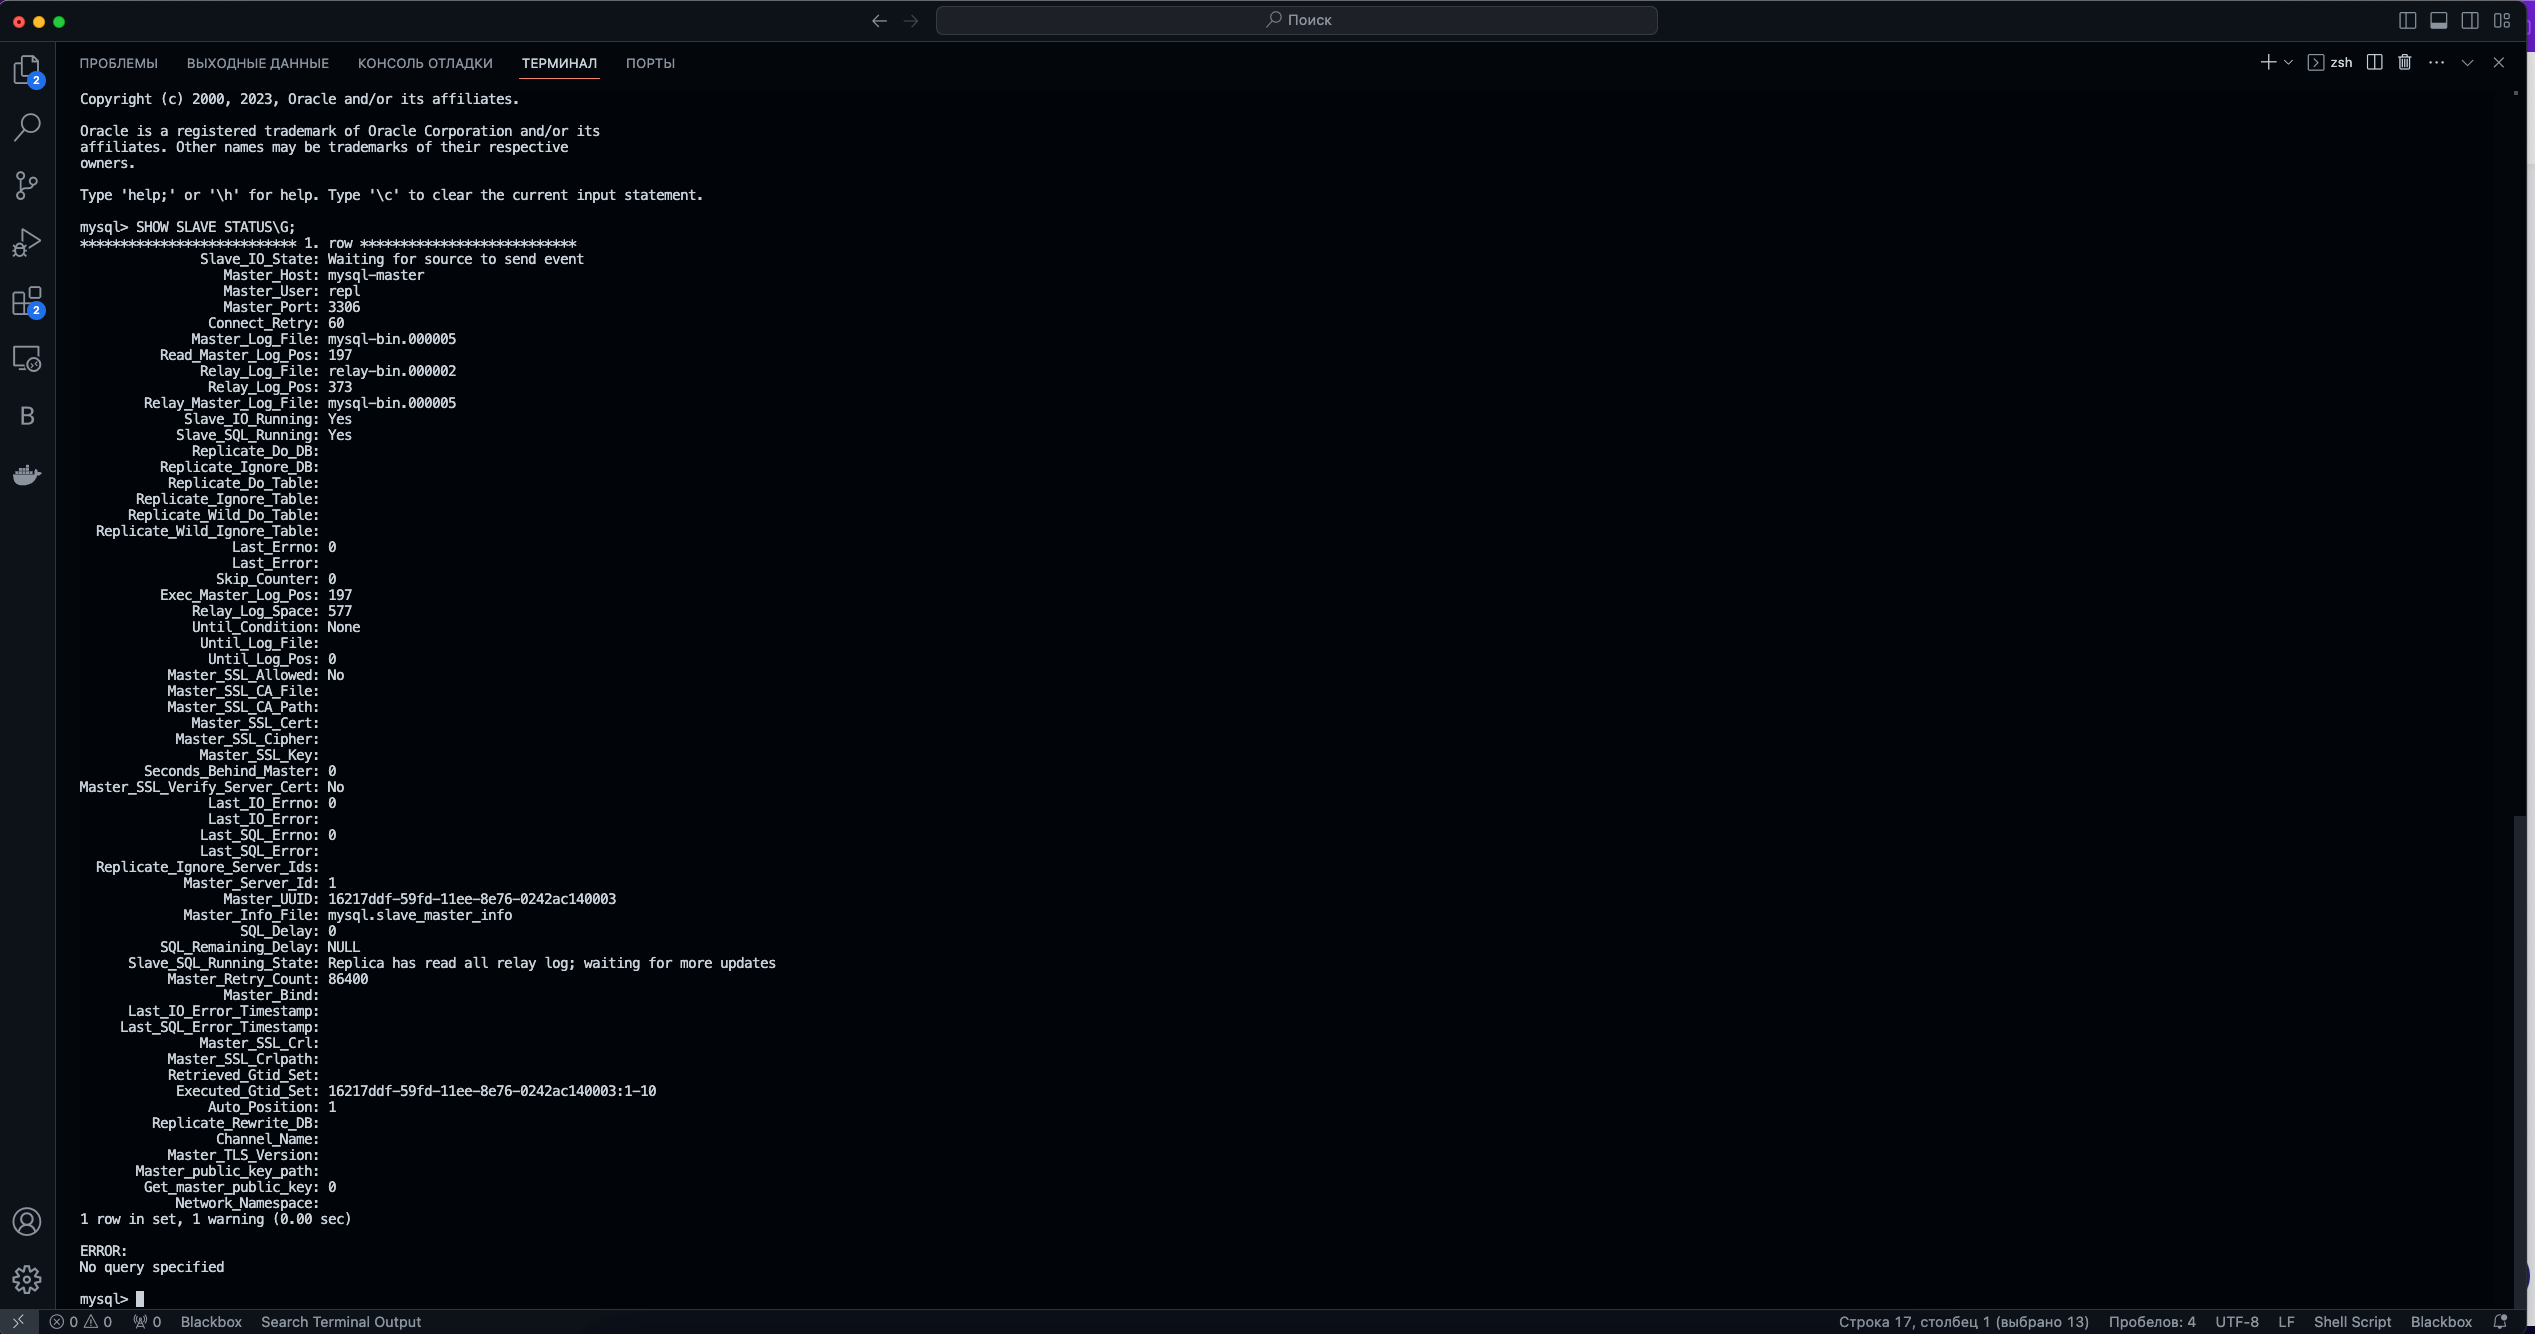 Поиск
2
2
B
ПРОБЛЕМЫ ВЫХОДНЫЕ ДАННЫЕ КОНСОЛЬ ОТЛАДКИ ТЕРМИНАЛ ПОРТЫ zsh
Copyright (c) 2000, 2023, Oracle and/or its affiliates.
Oracle is a registered trademark of Oracle Corporation and/or its
affiliates. Other names may be trademarks of their respective
owners.
Type 'help;' or '\h' for help. Type '\c' to clear the current input statement.
mysql> SHOW SLAVE STATUS\G;
*************************** 1. row ***************************
Slave_IO_State: Waiting for source to send event
Master_Host: mysql-master
Master_User: repl
Master_Port: 3306
Connect_Retry: 60
Master_Log_File: mysql-bin.000005
Read_Master_Log_Pos: 197
Relay_Log_File: relay-bin.000002
Relay_Log_Pos: 373
Relay_Master_Log_File: mysql-bin.000005
Slave_IO_Running: Yes
Slave_SQL_Running: Yes
Replicate_Do_DB:
Replicate_Ignore_DB:
Replicate_Do_Table:
Replicate_Ignore_Table:
Replicate_Wild_Do_Table:
Replicate_Wild_Ignore_Table:
Last_Errno: 0
Last_Error:
Skip_Counter: 0
Exec_Master_Log_Pos: 197
Relay_Log_Space: 577
Until_Condition: None
Until_Log_File:
Until_Log_Pos: 0
Master_SSL_Allowed: No
Master_SSL_CA_File:
Master_SSL_CA_Path:
Master_SSL_Cert:
Master_SSL_Cipher:
Master_SSL_Key:
Seconds_Behind_Master: 0
Master_SSL_Verify_Server_Cert: No
Last_IO_Errno: 0
Last_IO_Error:
Last_SQL_Errno: 0
Last_SQL_Error:
Replicate_Ignore_Server_Ids:
Master_Server_Id: 1
Master_UUID: 16217ddf-59fd-11ee-8e76-0242ac140003
Master_Info_File: mysql.slave_master_info
SQL_Delay: 0
SQL_Remaining_Delay: NULL
Slave_SQL_Running_State: Replica has read all relay log; waiting for more updates
Master_Retry_Count: 86400
Master_Bind:
Last_IO_Error_Timestamp:
Last_SQL_Error_Timestamp:
Master_SSL_Crl:
Master_SSL_Crlpath:
Retrieved_Gtid_Set:
Executed_Gtid_Set: 16217ddf-59fd-11ee-8e76-0242ac140003:1-10
Auto_Position: 1
Replicate_Rewrite_DB:
Channel_Name:
Master_TLS_Version:
Master_public_key_path:
Get_master_public_key: 0
Network_Namespace:
1 row in set, 1 warning (0.00 sec)
ERROR:
No query specified
mysql>
0 0 0 Blackbox Search Terminal Output Строка 17, столбец 1 (выбрано 13) Пробелов: 4 UTF-8 LF Shell Script Blackbox